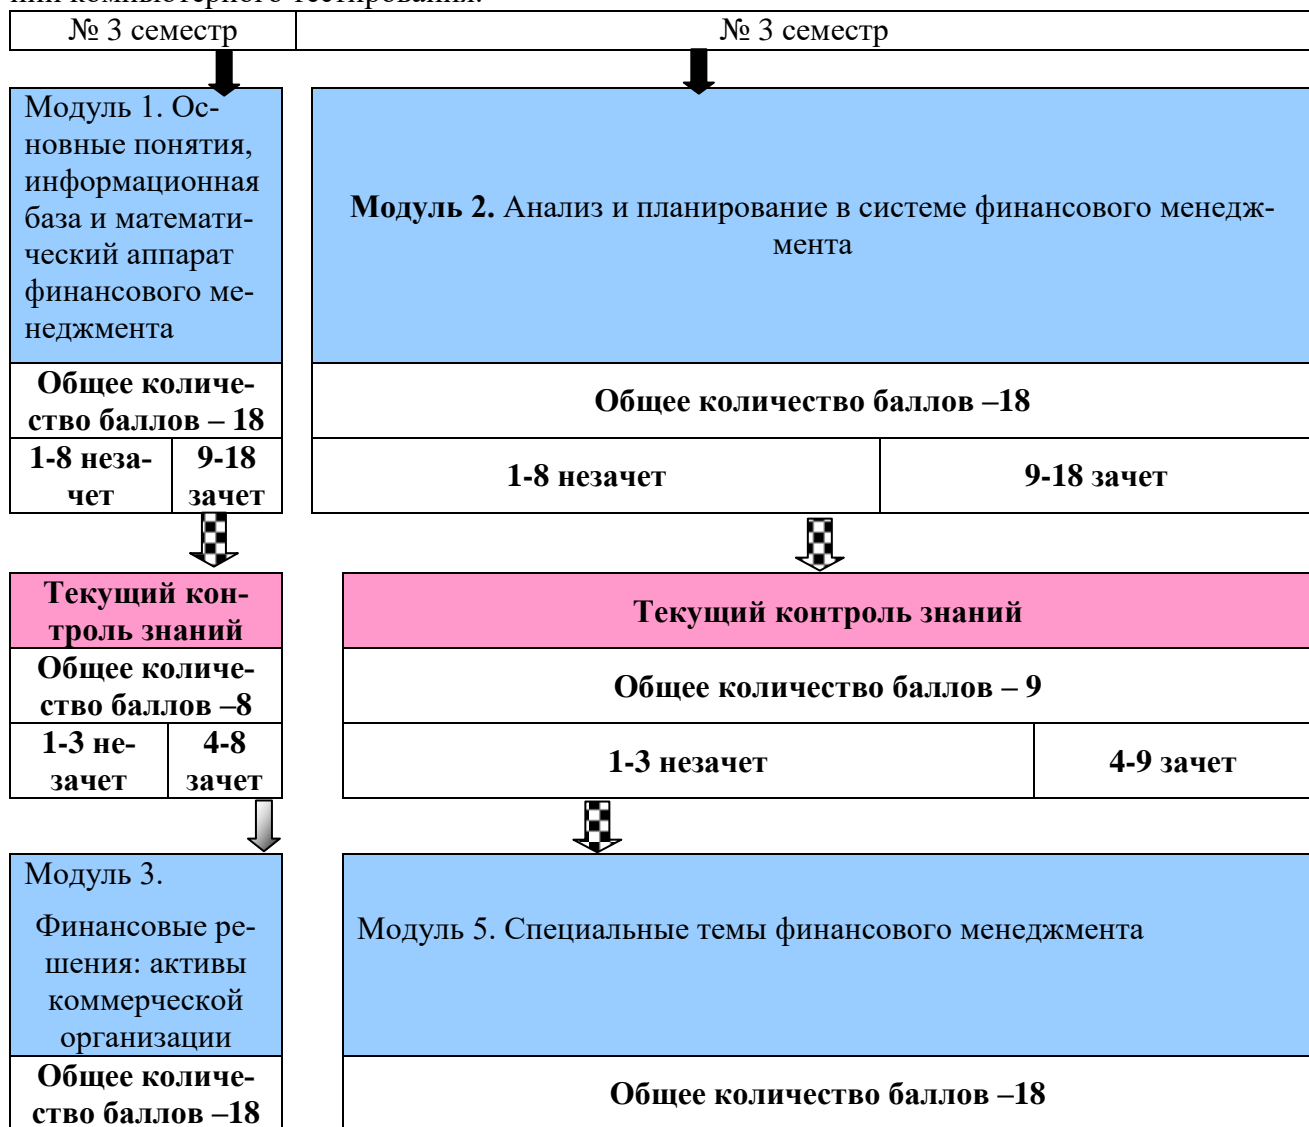 нии компьютерного тестирования.
№ 3 семестр
№ 3 семестр
Модуль 1. Ос-
новные понятия,
информационная
база и математи-
ческий аппарат
финансового ме-
неджмента
Модуль 2. Анализ и планирование в системе финансового менедж-
мента
Общее количе-
ство баллов – 18
Общее количество баллов –18
1-8 неза-
чет
9-18
зачет
1-8 незачет
9-18 зачет
Текущий кон-
троль знаний
Текущий контроль знаний
Общее количе-
ство баллов –8
Общее количество баллов – 9
1-3 не-
зачет
4-8
зачет
1-3 незачет
4-9 зачет
Модуль 3.
Финансовые ре-
шения: активы
коммерческой
организации
Модуль 5. Специальные темы финансового менеджмента
Общее количе-
ство баллов –18
Общее количество баллов –18